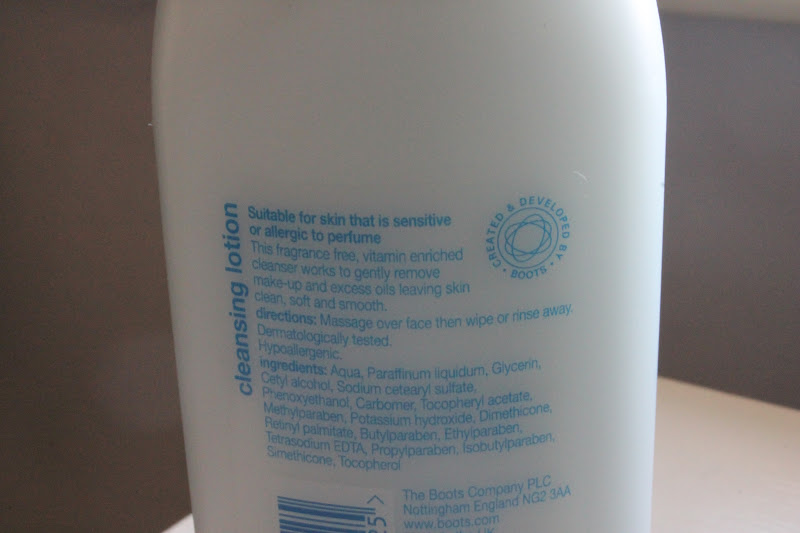 cleansing lotion
Suitable for skin that is sensitive
or allergic to perfume
This fragrance free, vitamin enriched
cleanser works to gently remove
make-up and excess oils leaving skin
clean, soft and smooth.
directions: Massage over face then wipe or rinse away.
Dermatologically tested.
Hypoallergenic.
ingredients: Aqua, Paraffinum liquidum, Glycerin,
Cetyl alcohol, Sodium cetearyl sulfate,
Phenoxyethanol, Carbomer, Tocopheryl acetate,
Methylparaben, Potassium hydroxide, Dimethicone,
Retinyl palmitate, Butylparaben, Ethylparaben,
Tetrasodium EDTA, Propylparaben, Isobutylparaben,
Simethicone, Tocopherol
CREATED & DEVELOPED BY • BOOTS •
The Boots Company PLC
Nottingham England NG2 3AA
www.boots.com
25 >